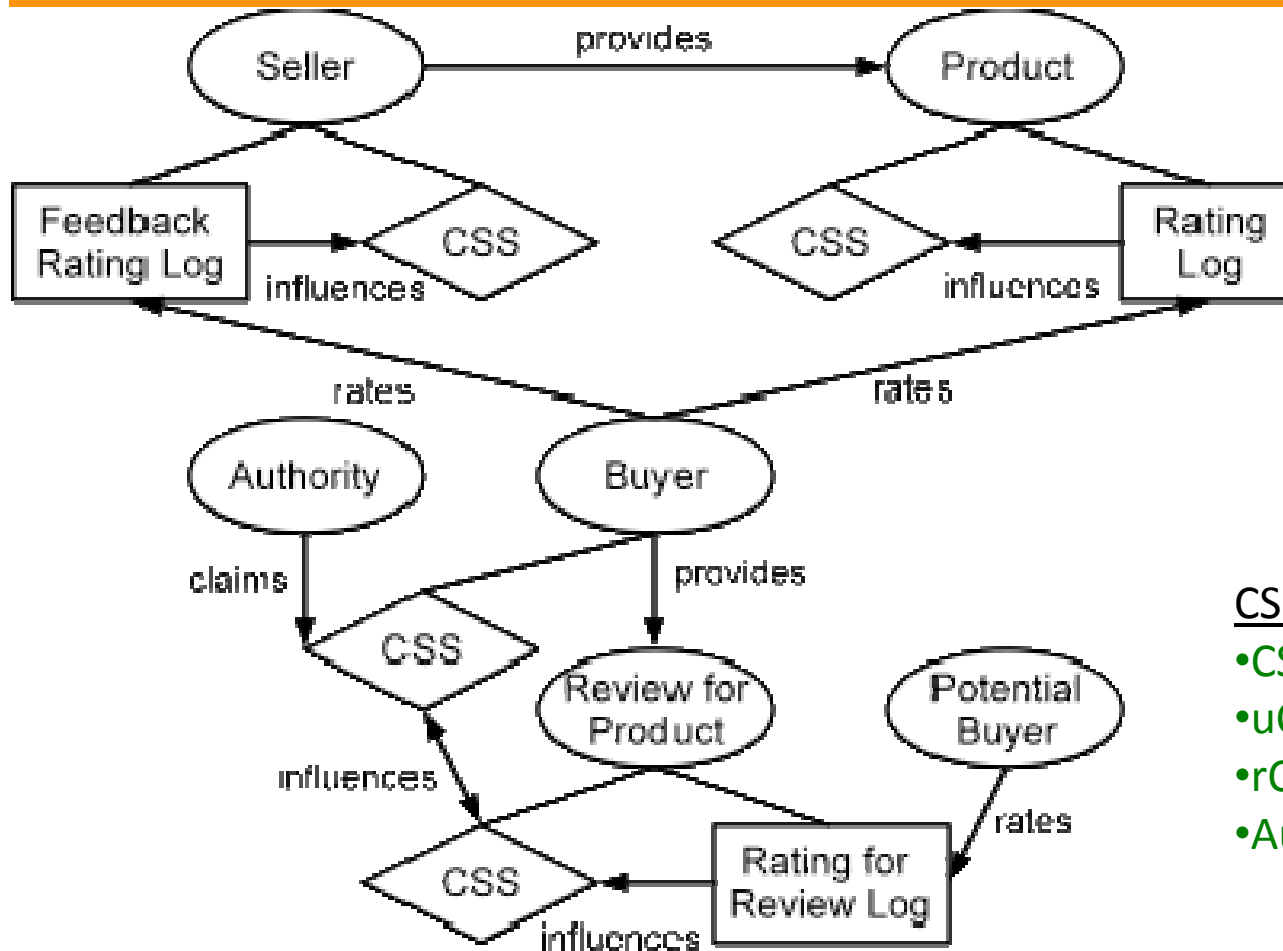 provides
Seller
Product
Feedback
Rating Log
CSS
CSS
Rating
Log
influences
influences
rates
rates
Authority
Buyer
claims
provides
CSS
Review for
Product
Potential
Buyer
influences
rates
CSS
Rating for
Review Log
influences